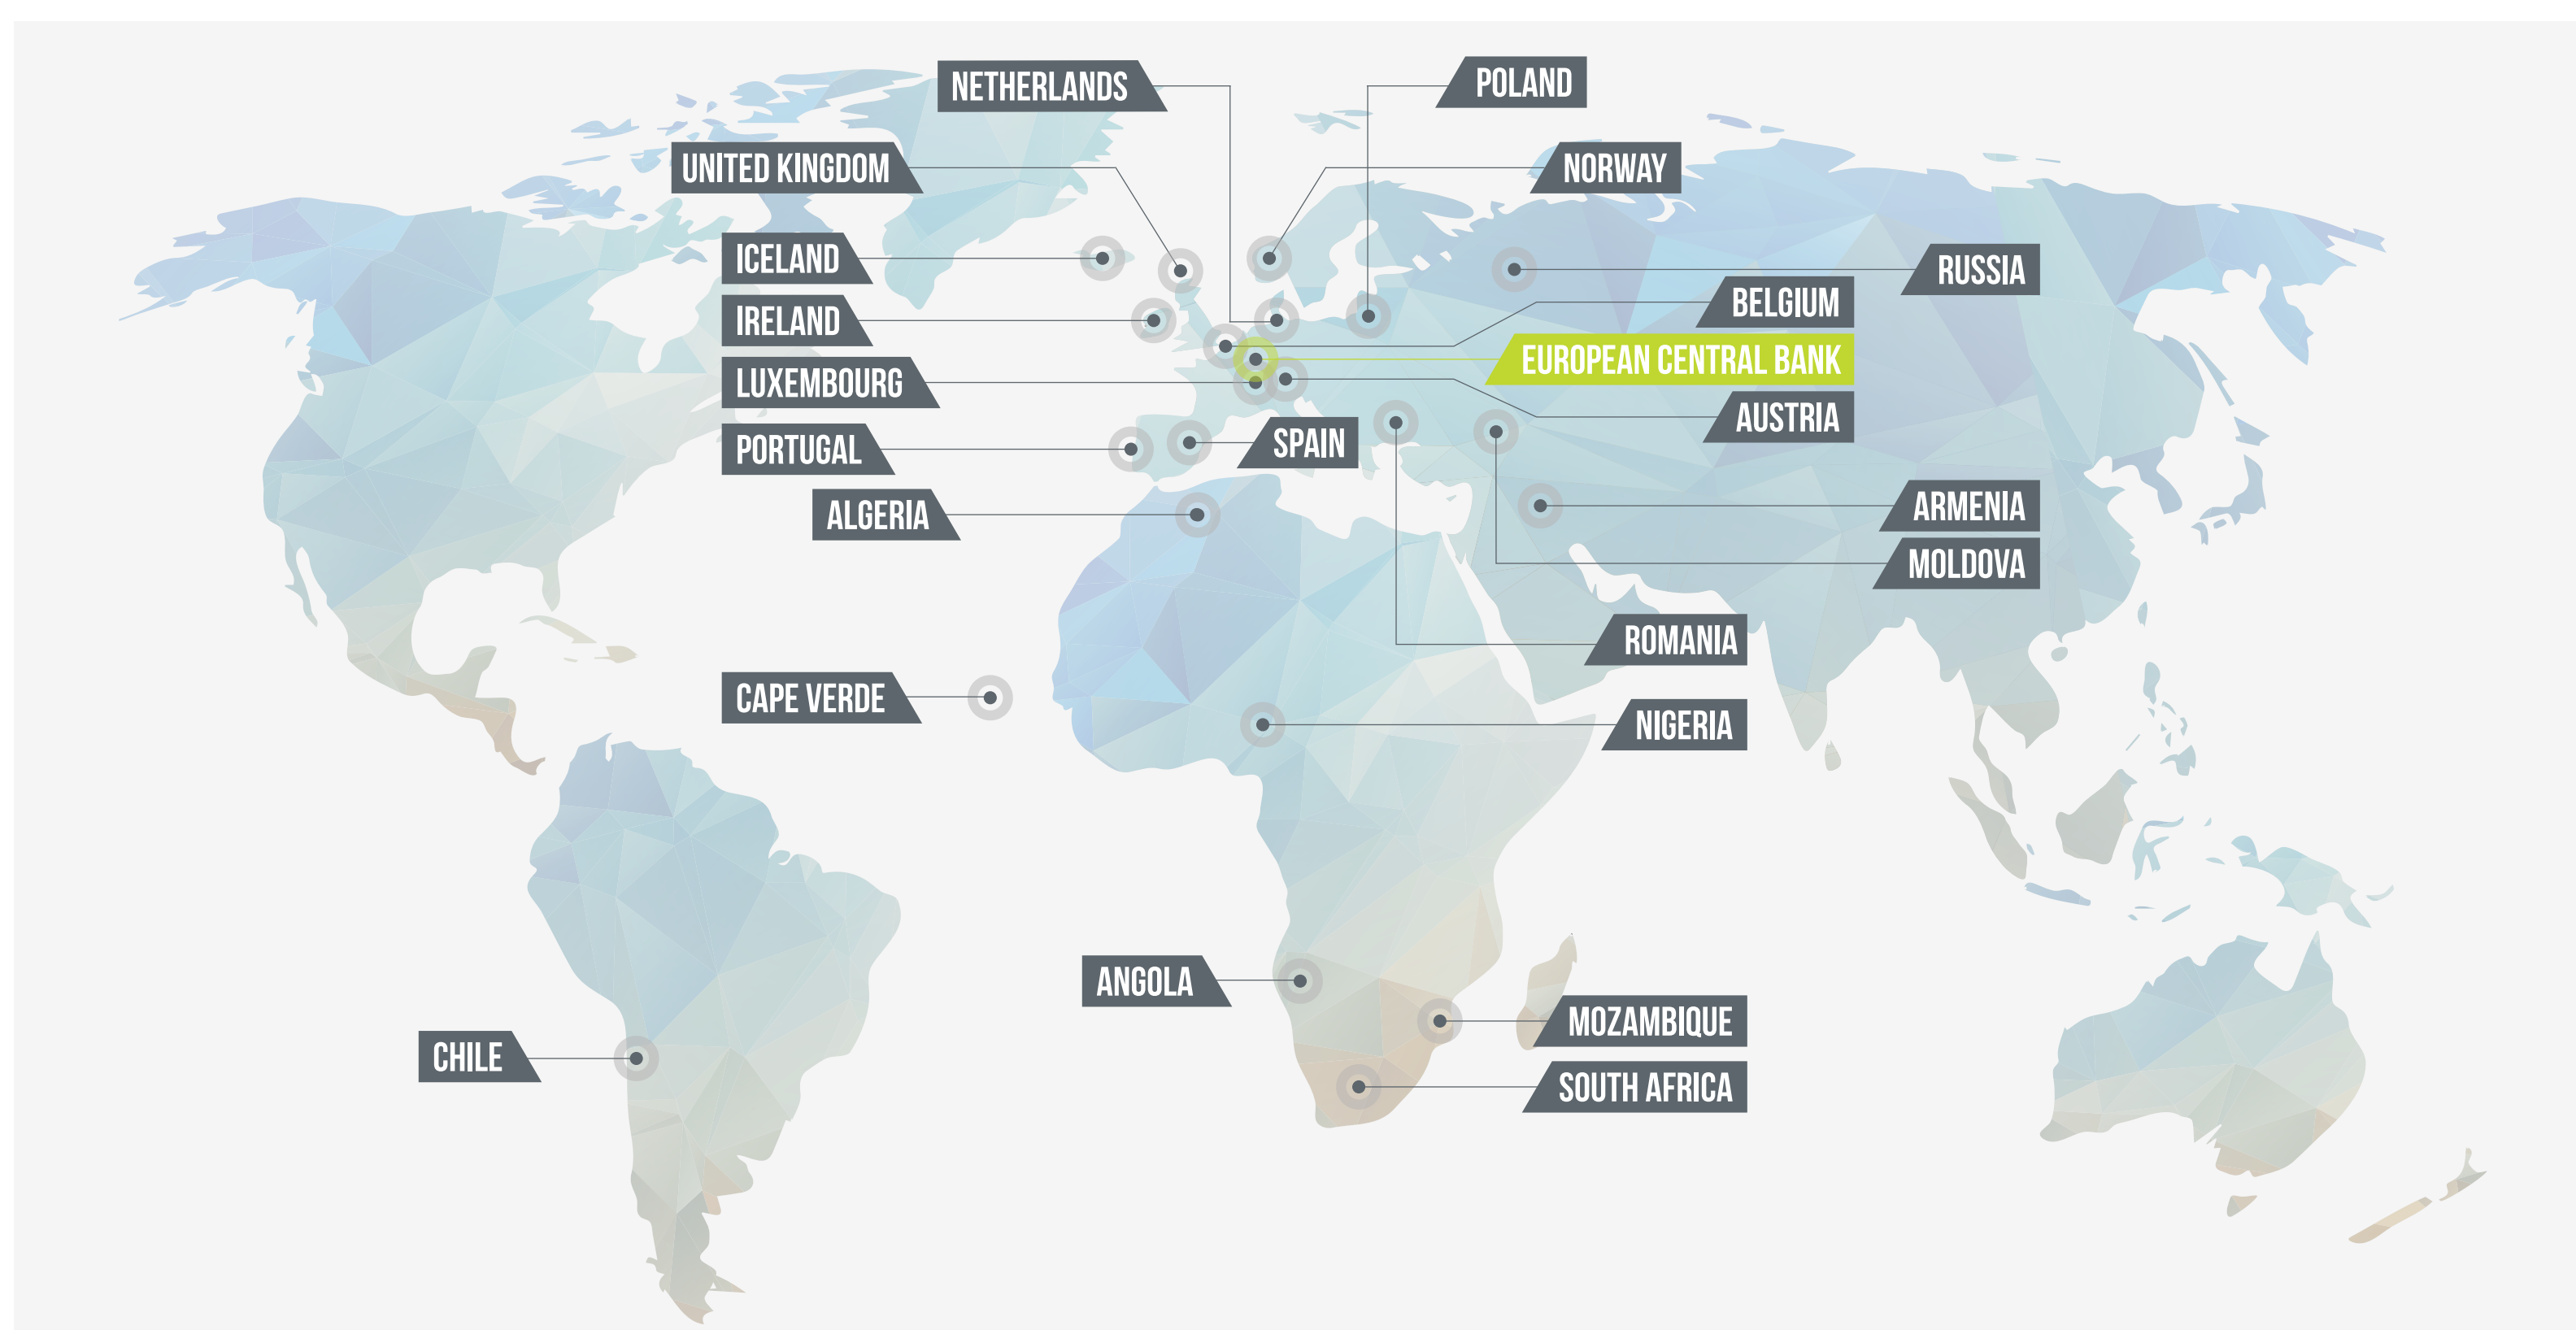 POLAND
NETHERLANDS
UNITED KINGDOM
NORWAY
ICELAND
RUSSIA
BELGIUM
IRELAND
EUROPEAN CENTRAL BANK
LUXEMBOURG
AUSTRIA
SPAIN
PORTUGAL
ARMENIA
ALGERIA
MOLDOVA
ROMANIA
CAPE VERDE
NIGERIA
ANGOLA
MOZAMBIQUE
CHILE
SOUTH AFRICA